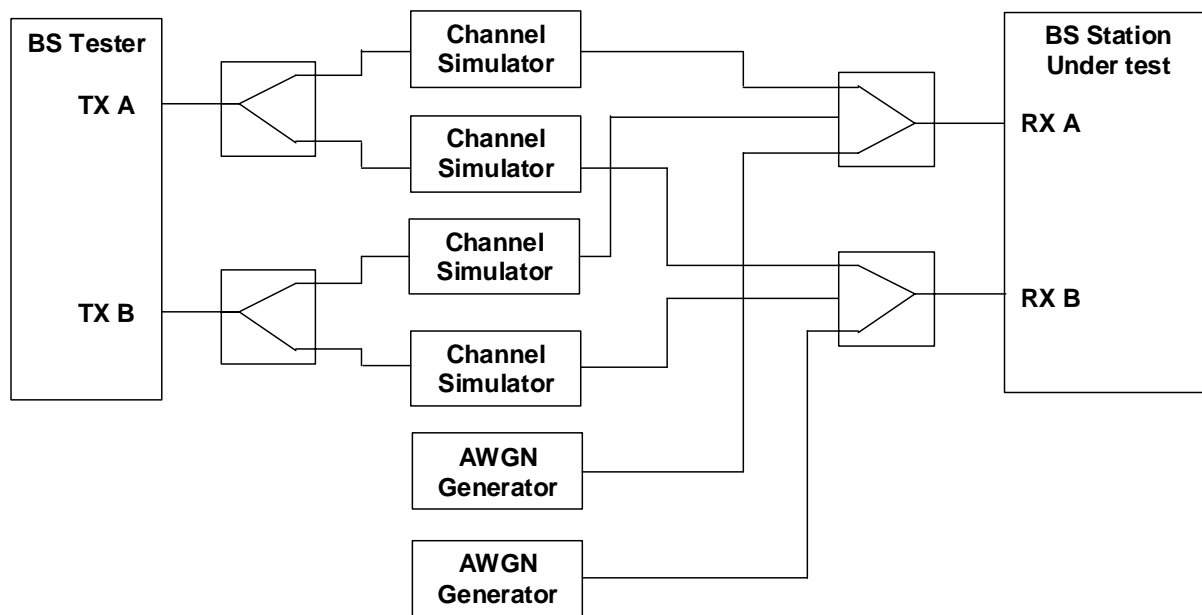 BS Tester
TX A
TX B
Channel
Simulator
Channel
Simulator
Channel
Simulator
Channel
Simulator
AWGN
Generator
AWGN
Generator
BS Station
Under test
RX A
RX B